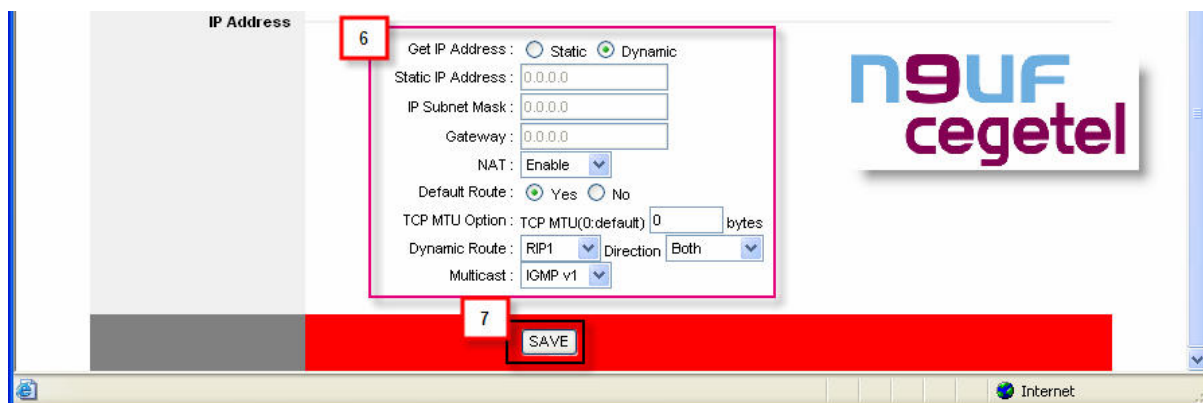 IP Address
6
Get IP Address : Static Dynamic
Static IP Address : 0.0.0.0
IP Subnet Mask : 0.0.0.0
Gateway : 0.0.0.0
NAT : Enable
Default Route : Yes No
TCP MTU Option : TCP MTU(0:default) 0 bytes
Dynamic Route : RIP1 Direction Both
Multicast : IGMP v1
n9uf
cegetel
7
SAVE
Internet